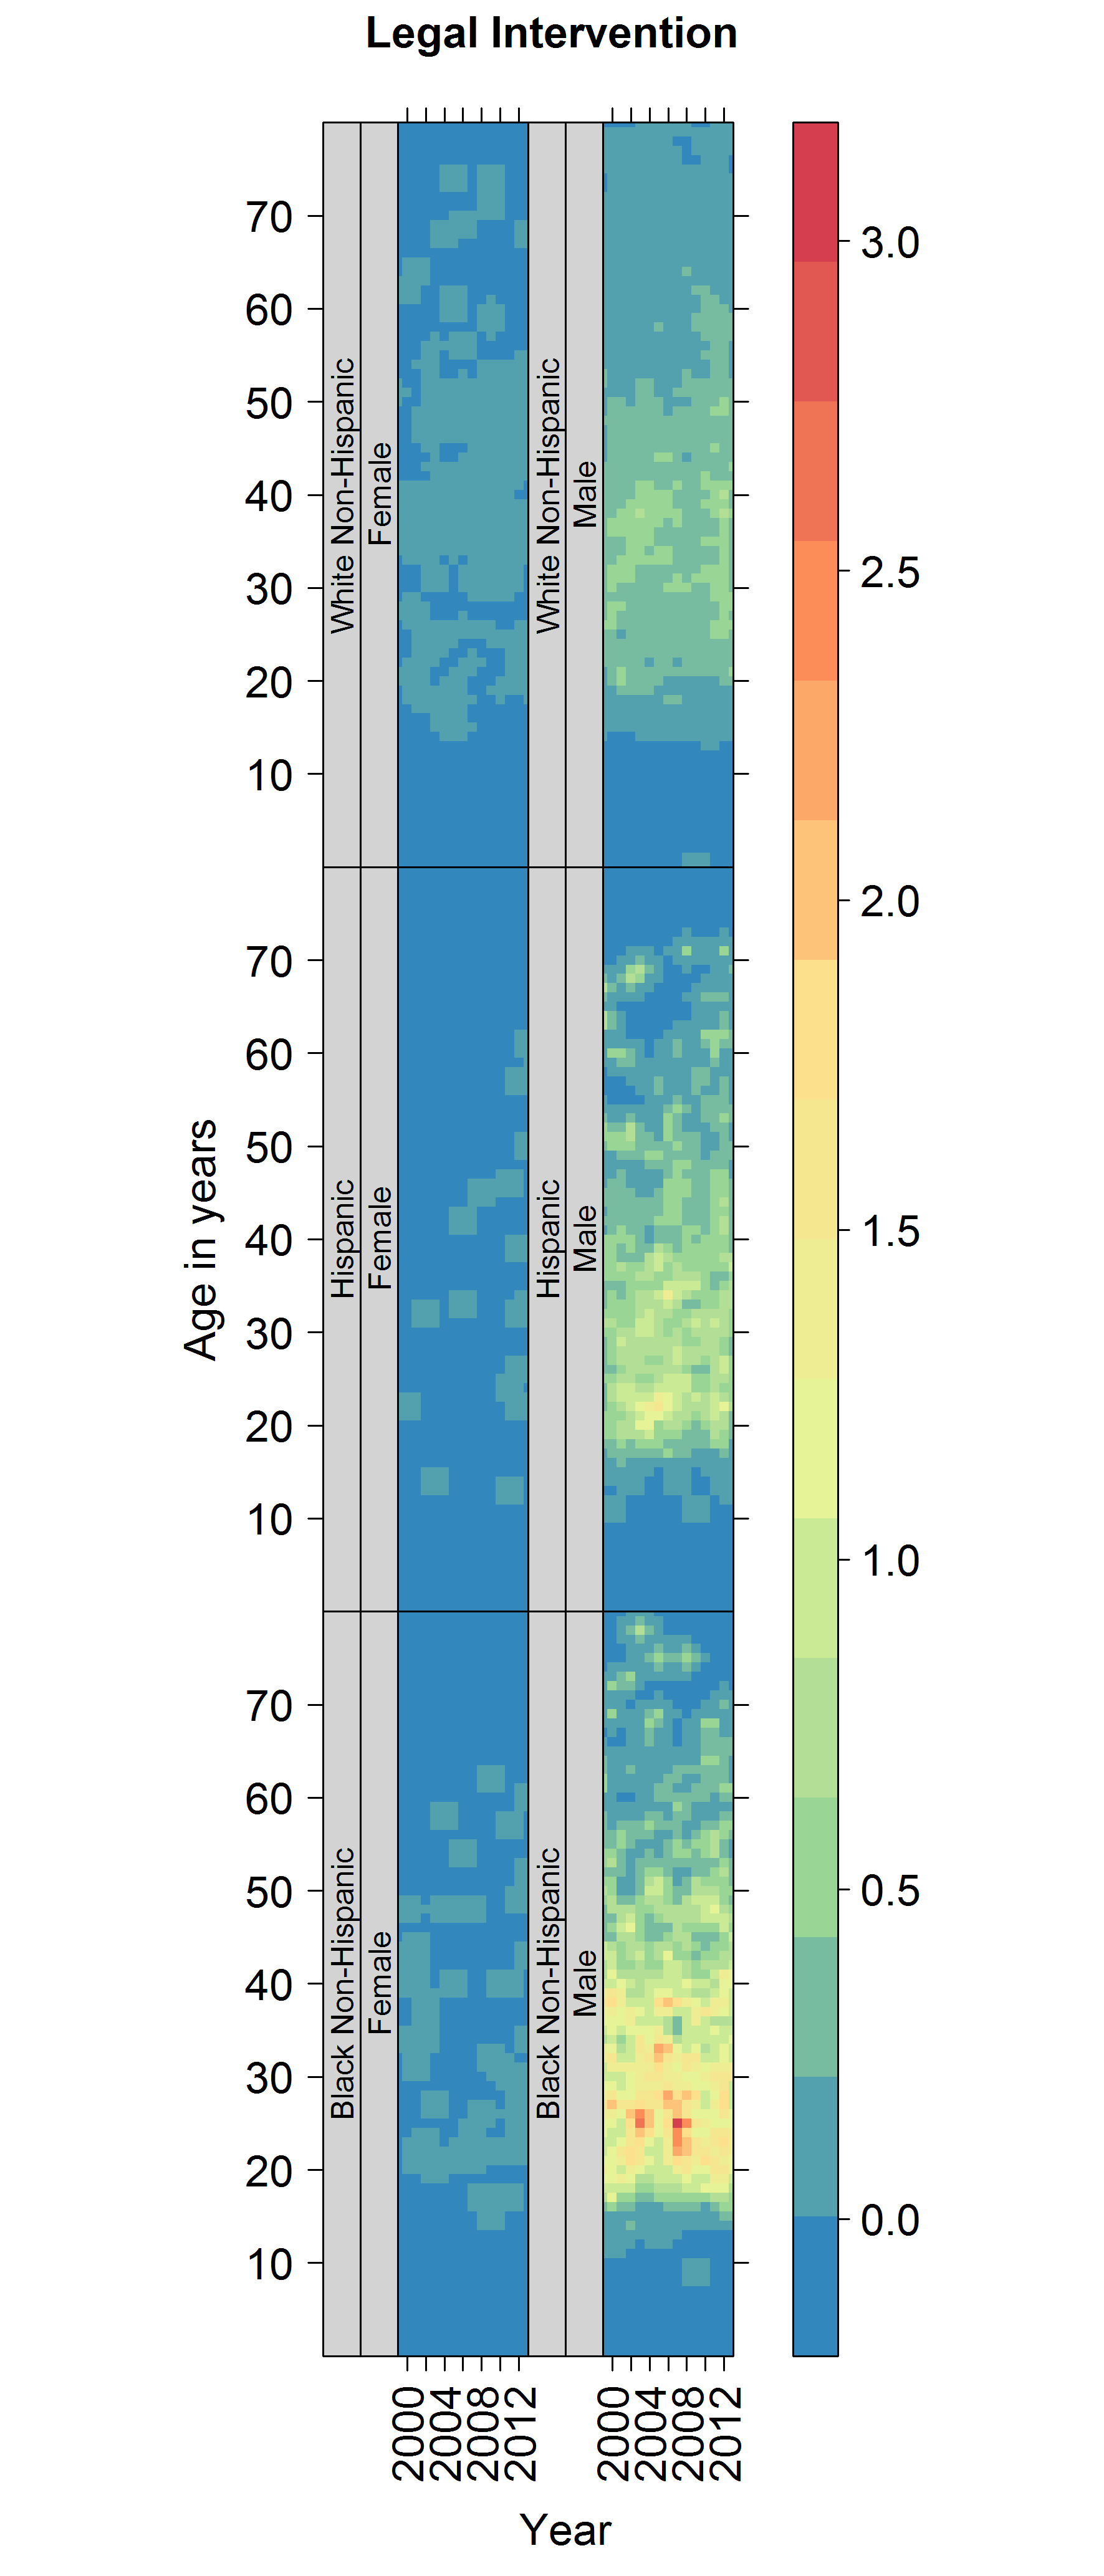 Legal Intervention
White Non-Hispanic
Female
White Non-Hispanic
Male
70
60
50
40
30
20
10
Hispanic
Female
Hispanic
Male
70
60
50
40
30
20
10
Black Non-Hispanic
Female
Black Non-Hispanic
Male
70
60
50
40
30
20
10
Age in years
3.0
2.5
2.0
1.5
1.0
0.5
0.0
2000 2004 2008 2012 2000 2004 2008 2012
Year